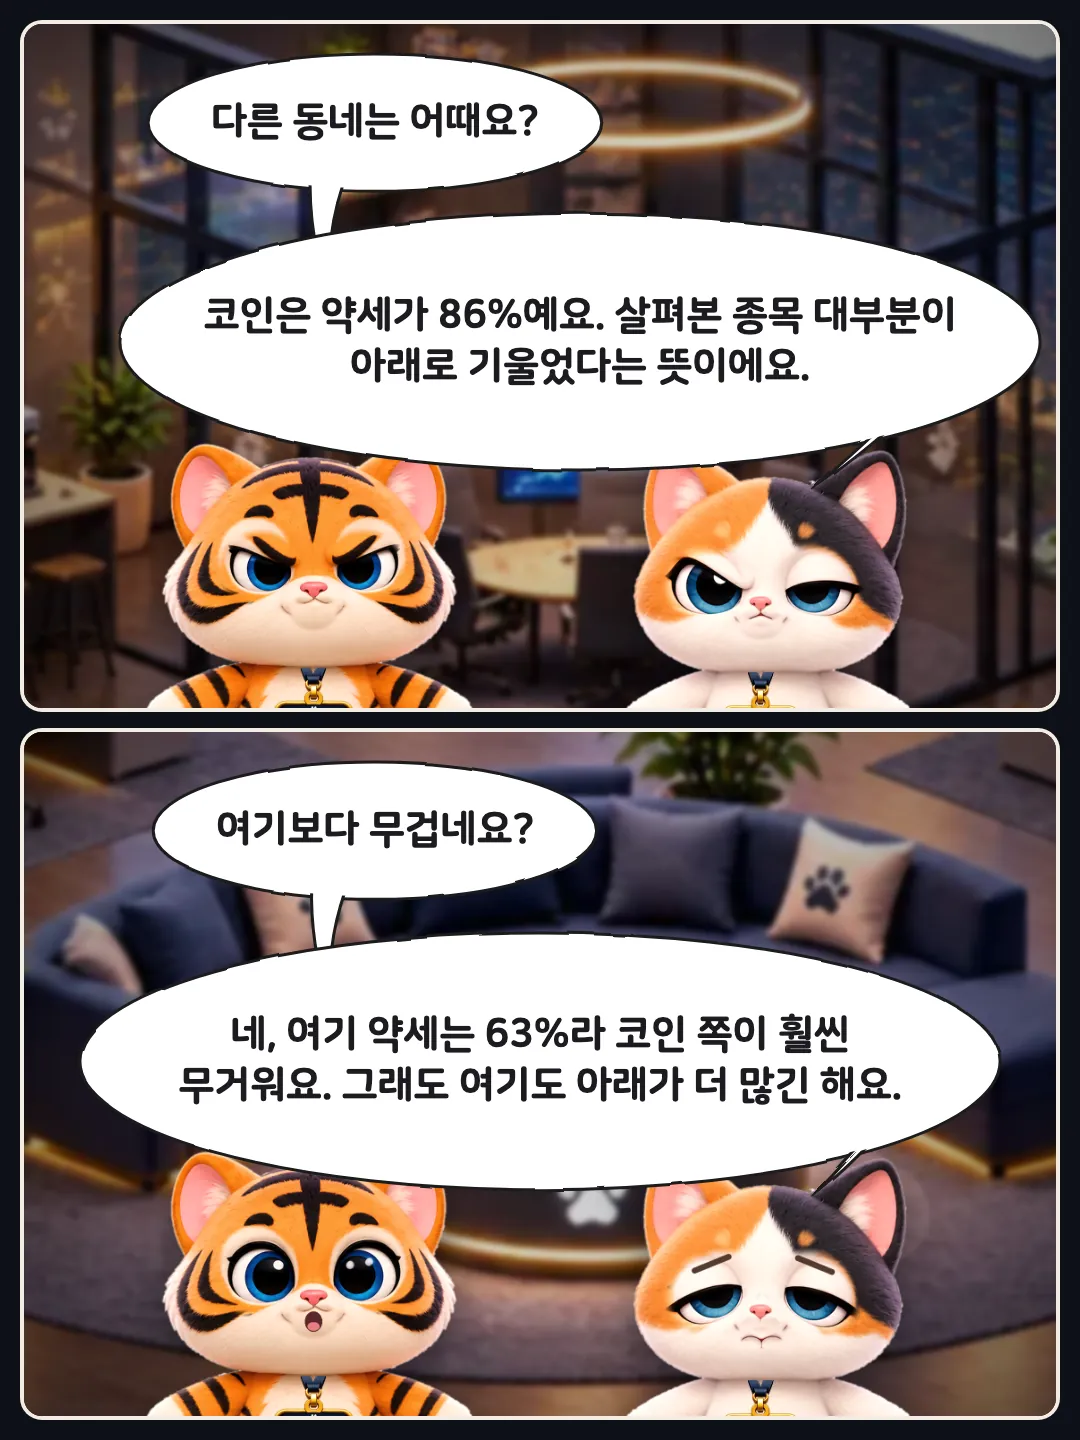 다른 동네는 어때요?
코인은 약세가 86%예요. 살펴본 종목 대부분이
아래로 기울었다는 뜻이에요.
여기보다 무겁네요?
네, 여기 약세는 63%라 코인 쪽이 훨씬
무거워요. 그래도 여기도 아래가 더 많긴 해요.